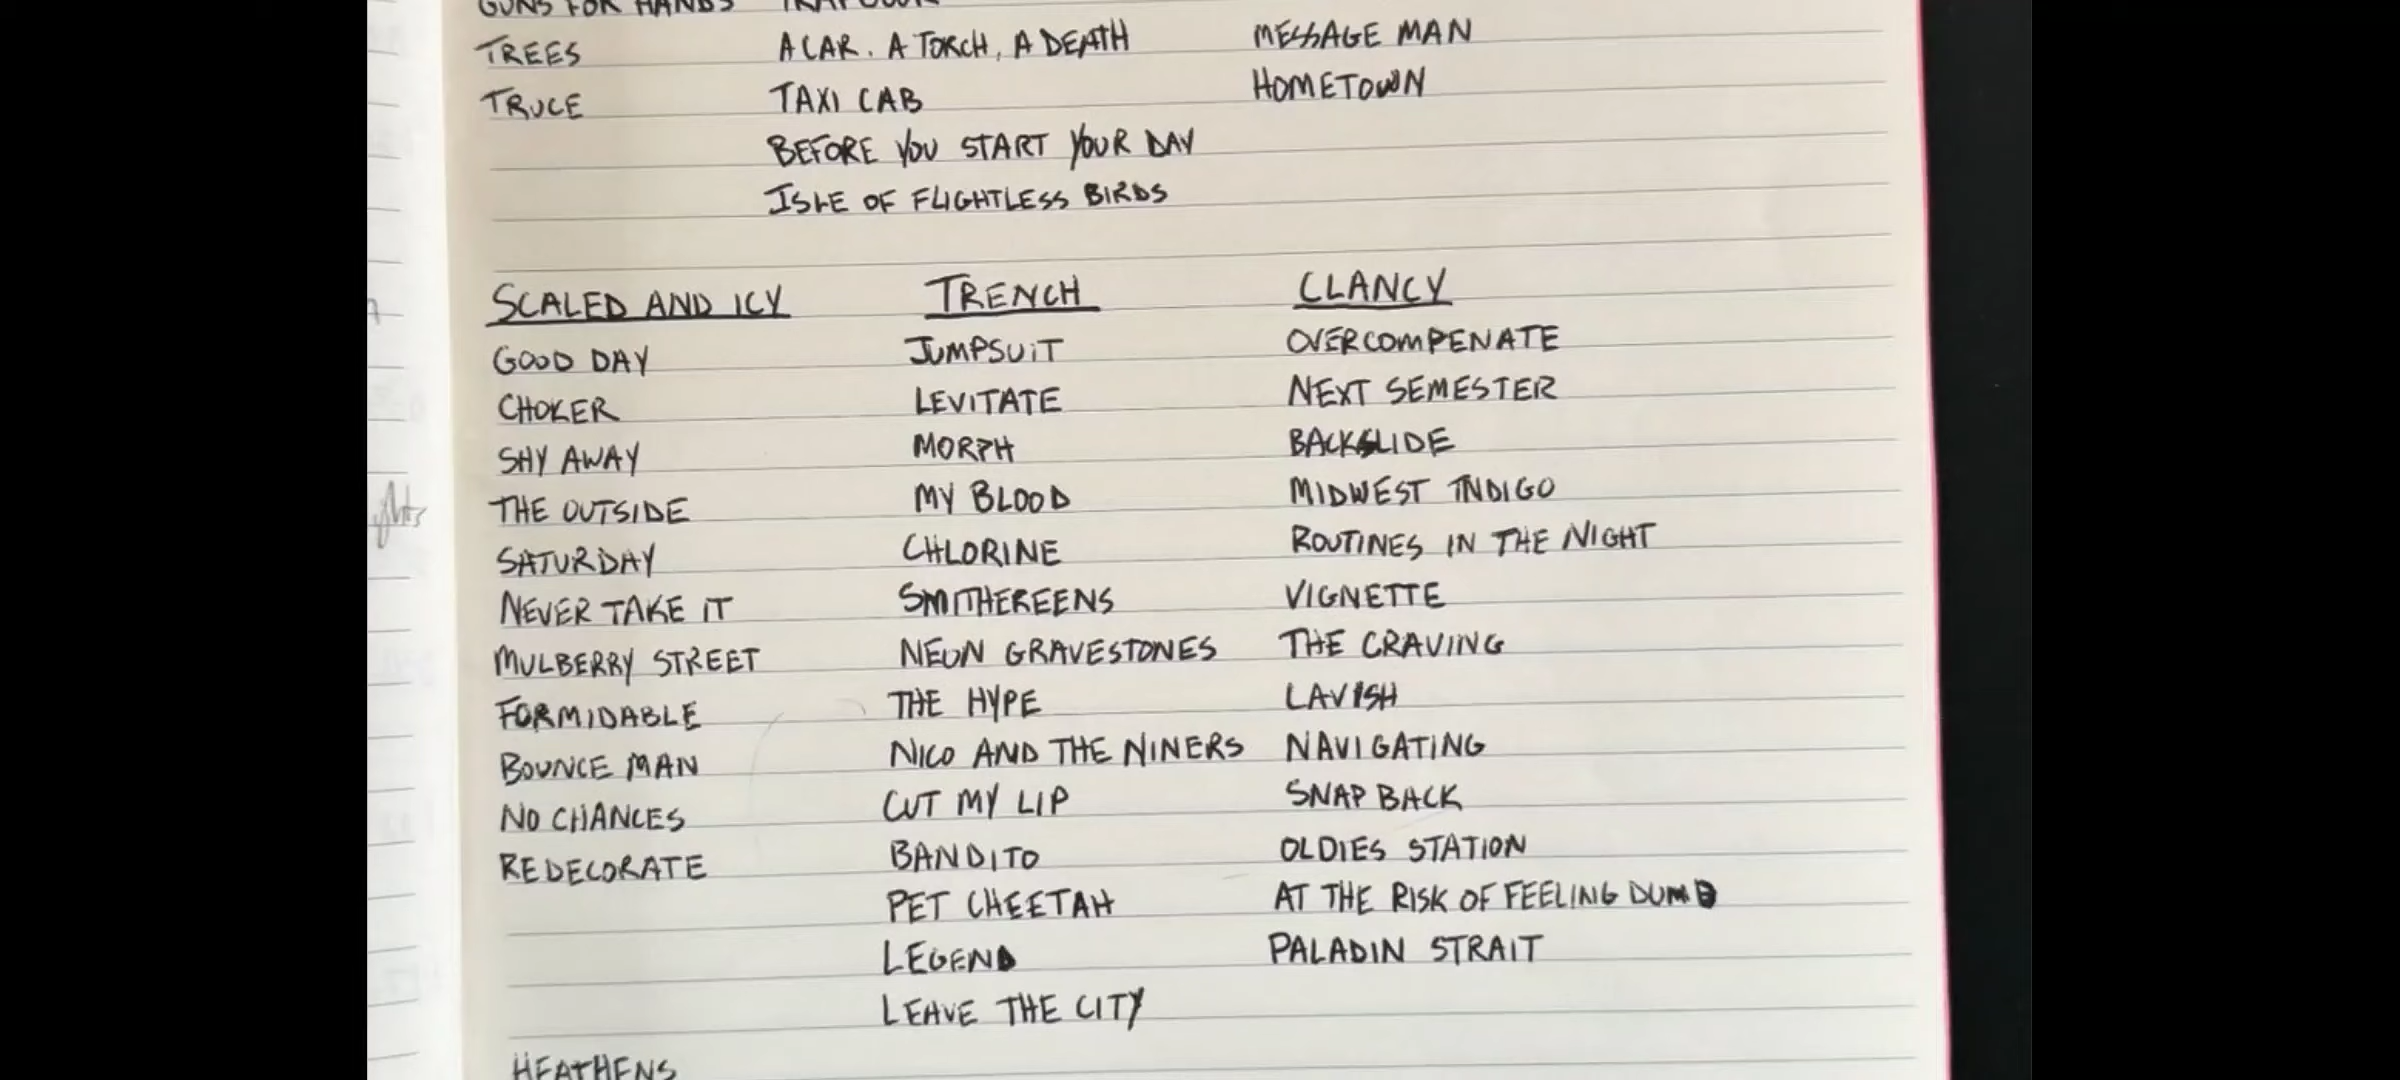 GUNS FOR HANDS TRAPDOOR
TREES A CAR, A TORCH, A DEATH MESSAGE MAN
TRUCE TAXI CAB HOMETOWN
BEFORE YOU START YOUR DAY
ISLE OF FLIGHTLESS BIRDS
SCALED AND ICY TRENCH CLANCY
GOOD DAY JUMPSUIT OVERCOMPENATE
CHOKER LEVITATE NEXT SEMESTER
SHY AWAY MORPH BACKSLIDE
THE OUTSIDE MY BLOOD MIDWEST INDIGO
SATURDAY CHLORINE ROUTINES IN THE NIGHT
NEVER TAKE IT SMITHEREENS VIGNETTE
MULBERRY STREET NEON GRAVESTONES THE CRAVING
FORMIDABLE THE HYPE LAVISH
BOUNCE MAN NICO AND THE NINERS NAVIGATING
NO CHANCES CUT MY LIP SNAP BACK
REDECORATE BANDITO OLDIES STATION
PET CHEETAH AT THE RISK OF FEELING DUMB
LEGEND PALADIN STRAIT
LEAVE THE CITY
HEATHENS